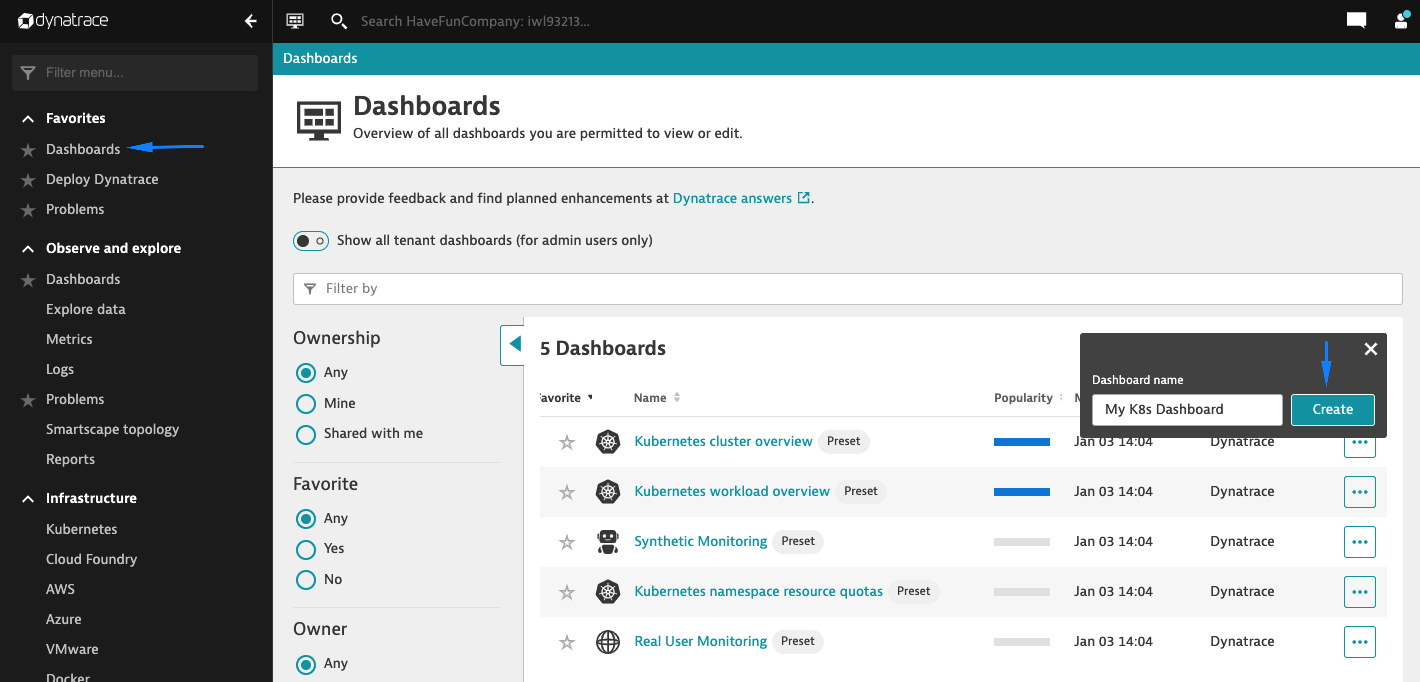 dynatrace
Search HaveFunCompany: iwl93213...
Filter menu...
Favorites
Dashboards
Deploy Dynatrace
Problems
Observe and explore
Dashboards
Explore data
Metrics
Logs
Problems
Smartscape topology
Reports
Infrastructure
Kubernetes
Cloud Foundry
AWS
Azure
VMware
Docker
Dashboards
Dashboards
Overview of all dashboards you are permitted to view or edit.
Please provide feedback and find planned enhancements at Dynatrace answers.
Show all tenant dashboards (for admin users only)
Filter by
Ownership
Any
Mine
Shared with me
Favorite
Any
Yes
No
Owner
Any
5 Dashboards
Dashboard name
My K8s Dashboard Create
Name Popularity
Kubernetes cluster overview Preset Jan 03 14:04 Dynatrace
Kubernetes workload overview Preset Jan 03 14:04 Dynatrace
Synthetic Monitoring Preset Jan 03 14:04 Dynatrace
Kubernetes namespace resource quotas Preset Jan 03 14:04 Dynatrace
Real User Monitoring Preset Jan 03 14:04 Dynatrace